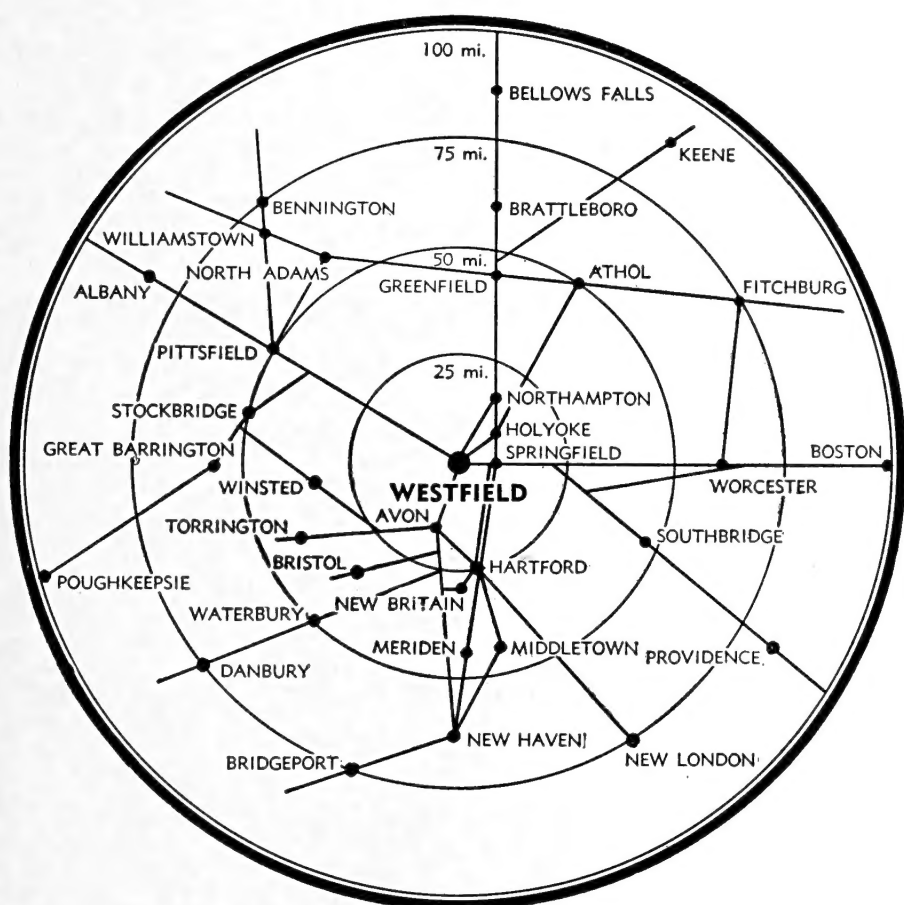 100 mi.
BELLOWS FALLS
75 mi.
KEENE
BENNINGTON
BRATTLEBORO
WILLIAMSTOWN
50 mi.
NORTH ADAMS
ATHOL
ALBANY
GREENFIELD
FITCHBURG
PITTSFIELD
25 mi.
NORTHAMPTON
STOCKBRIDGE
HOLYOKE
GREAT BARRINGTON
SPRINGFIELD
BOSTON
WINSTED
WESTFIELD
WORCESTER
AVON
TORRINGTON
SOUTHBRIDGE
BRISTOL
HARTFORD
POUGHKEEPSIE
NEW BRITAIN
WATERBURY
MERIDEN
MIDDLETOWN
PROVIDENCE
DANBURY
NEW HAVEN
BRIDGEPORT
NEW LONDON